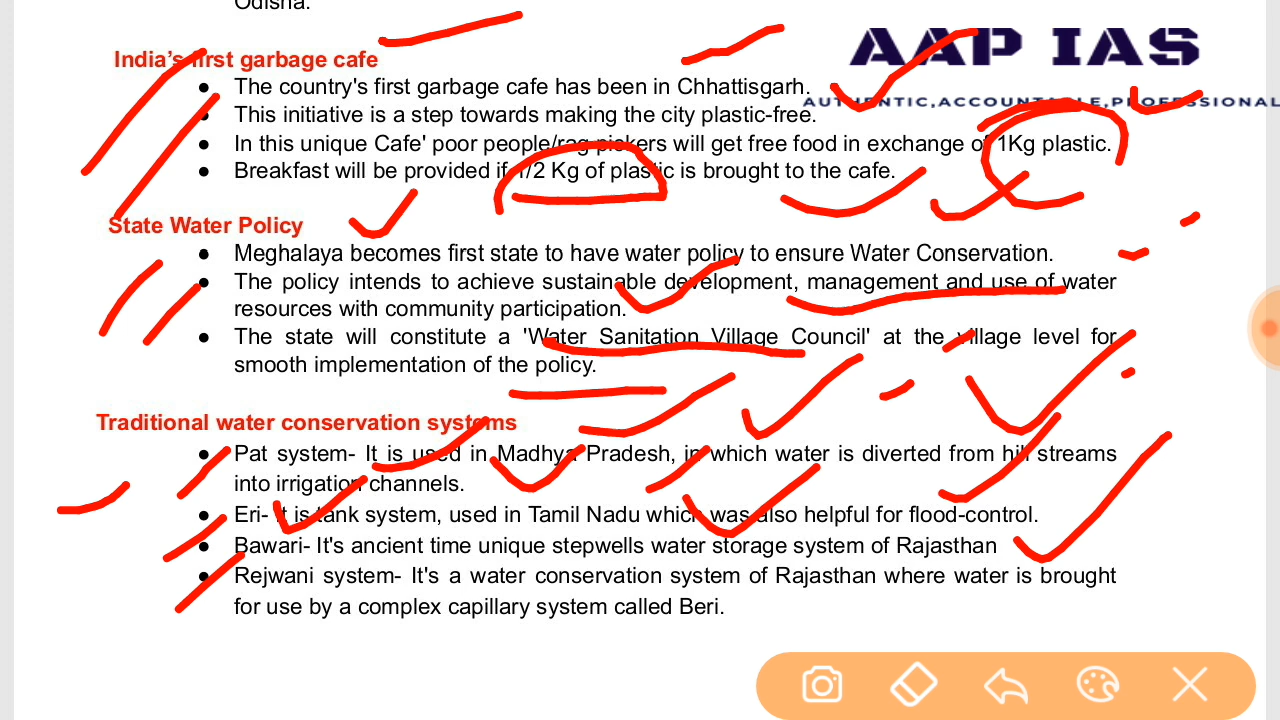 Odisha.
AAP IAS
AUTHENTIC,ACCOUNTABLE,PROFESSIONAL
India's first garbage cafe
● The country's first garbage cafe has been in Chhattisgarh.
● This initiative is a step towards making the city plastic-free.
● In this unique Cafe' poor people/rag pickers will get free food in exchange of 1Kg plastic.
● Breakfast will be provided if 1/2 Kg of plastic is brought to the cafe.
State Water Policy
● Meghalaya becomes first state to have water policy to ensure Water Conservation.
● The policy intends to achieve sustainable development, management and use of water
resources with community participation.
● The state will constitute a 'Water Sanitation Village Council' at the village level for
smooth implementation of the policy.
Traditional water conservation systems
● Pat system- It is used in Madhya Pradesh, in which water is diverted from hill streams
into irrigation channels.
● Eri- It is tank system, used in Tamil Nadu which was also helpful for flood-control.
● Bawari- It's ancient time unique stepwells water storage system of Rajasthan
● Rejwani system- It's a water conservation system of Rajasthan where water is brought
for use by a complex capillary system called Beri.